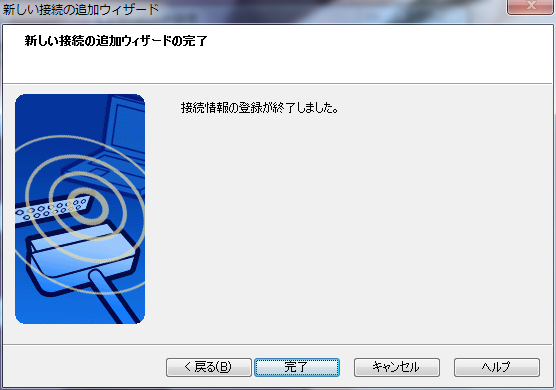 新しい接続の追加ウィザード
新しい接続の追加ウィザードの完了
接続情報の登録が終了しました。
< 戻る(B)
完了
キャンセル
ヘルプ